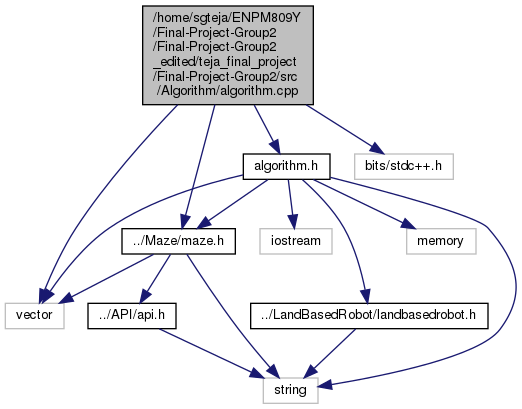 /home/sgteja/ENPM809Y
/Final-Project-Group2
/Final-Project-Group2
_edited/teja_final_project
/Final-Project-Group2/src
/Algorithm/algorithm.cpp
algorithm.h
bits/stdc++.h
../Maze/maze.h
iostream
memory
vector
../API/api.h
../LandBasedRobot/landbasedrobot.h
string